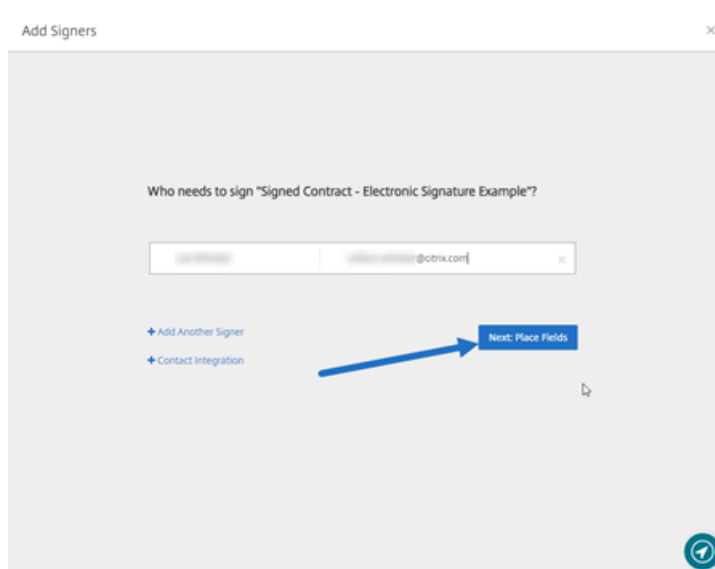 Add Signers
Who needs to sign "Signed Contract - Electronic Signature Example"?
@citrix.com
+ Add Another Signer
Next: Place Fields
+ Contact Integration